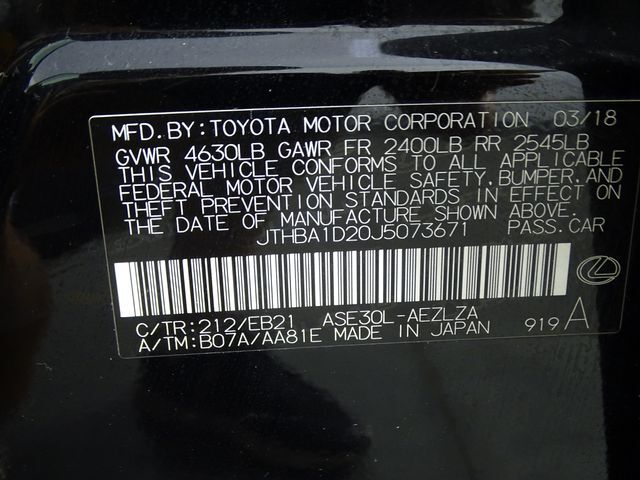 MFD. BY: TOYOTA MOTOR CORPORATION 03/18
GVWR 4630LB GAWR FR 2400LB RR 2545LB
THIS VEHICLE CONFORMS TO ALL APPLICABLE
FEDERAL MOTOR VEHICLE SAFETY, BUMPER, AND
THEFT PREVENTION STANDARDS IN EFFECT ON
THE DATE OF MANUFACTURE SHOWN ABOVE.
JTHBA1D20J5073671 PASS. CAR
C/TR: 212/EB21 ASE30L-AEZLZA
A/TM: B07A/AA81E MADE IN JAPAN 919 A